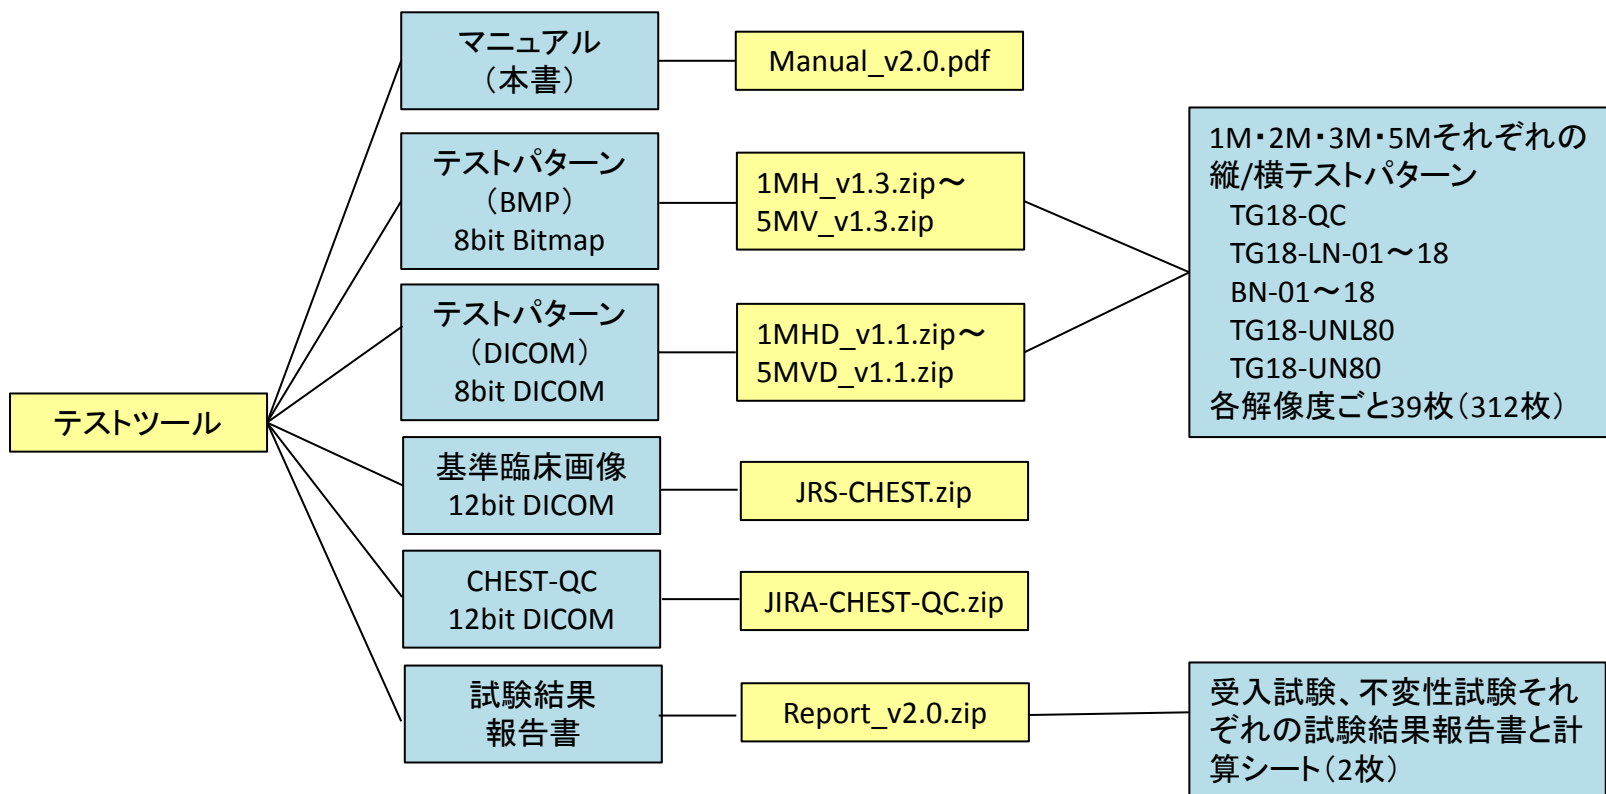 テストツール
マニュアル
（本書）
Manual_v2.0.pdf
テストパターン
（BMP）
8bit Bitmap
1MH_v1.3.zip～
5MV_v1.3.zip
テストパターン
（DICOM）
8bit DICOM
1MHD_v1.1.zip～
5MVD_v1.1.zip
1M・2M・3M・5Mそれぞれの
縦/横テストパターン
TG18-QC
TG18-LN-01～18
BN-01～18
TG18-UNL80
TG18-UN80
各解像度ごと39枚（312枚）
基準臨床画像
12bit DICOM
JRS-CHEST.zip
CHEST-QC
12bit DICOM
JIRA-CHEST-QC.zip
試験結果
報告書
Report_v2.0.zip
受入試験、不変性試験それ
ぞれの試験結果報告書と計
算シート（2枚）